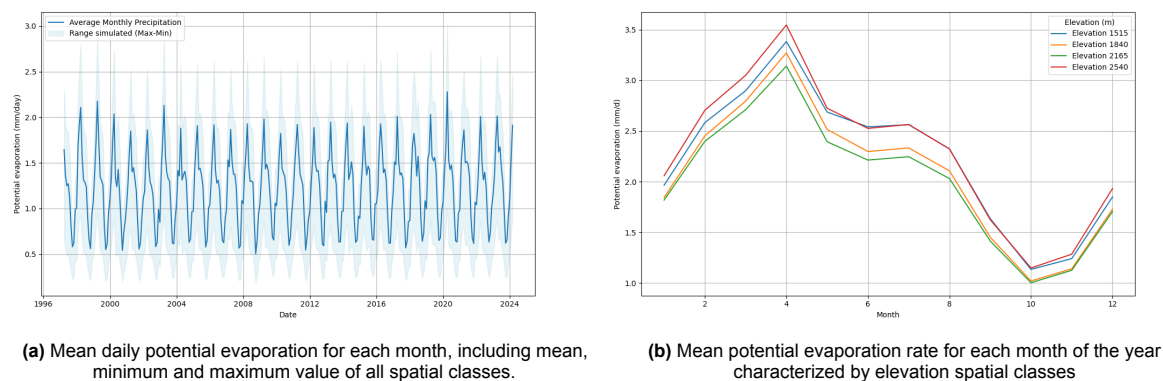 Average Monthly Precipitation
Range simulated (Max-Min)
3.0
2.5
2.0
1.5
1.0
0.5
Potential evaporation (mm/day)
1996
2000
2004
2008
2012
2016
2020
2024
Date
(a) Mean daily potential evaporation for each month, including mean,
minimum and maximum value of all spatial classes.
Elevation (m)
Elevation 1515
Elevation 1840
Elevation 2165
Elevation 2540
3.5
3.0
2.5
2.0
1.5
1.0
Potential evaporation (mm/d)
2
4
6
8
10
12
Month
(b) Mean potential evaporation rate for each month of the year
characterized by elevation spatial classes